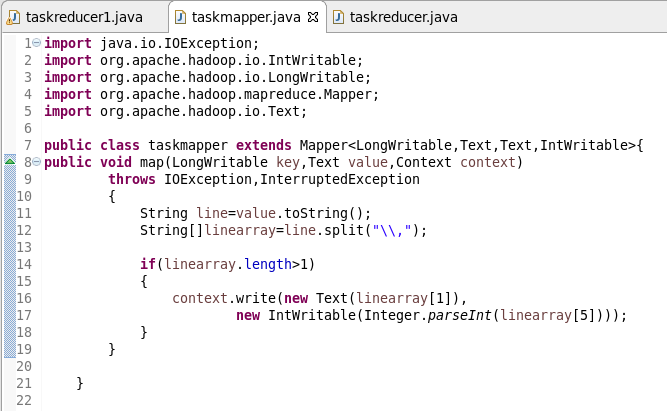 taskreducer1.java taskmapper.java taskreducer.java
1 import java.io.IOException;
2 import org.apache.hadoop.io.IntWritable;
3 import org.apache.hadoop.io.LongWritable;
4 import org.apache.hadoop.mapreduce.Mapper;
5 import org.apache.hadoop.io.Text;
6
7 public class taskmapper extends Mapper<LongWritable,Text,Text,IntWritable>{
8 public void map(LongWritable key,Text value,Context context)
9         throws IOException,InterruptedException
10         {
11             String line=value.toString();
12             String[]linearray=line.split("\\,");
13
14             if(linearray.length>1)
15             {
16                 context.write(new Text(linearray[1]),
17                         new IntWritable(Integer.parseInt(linearray[5])));
18             }
19         }
20
21     }
22